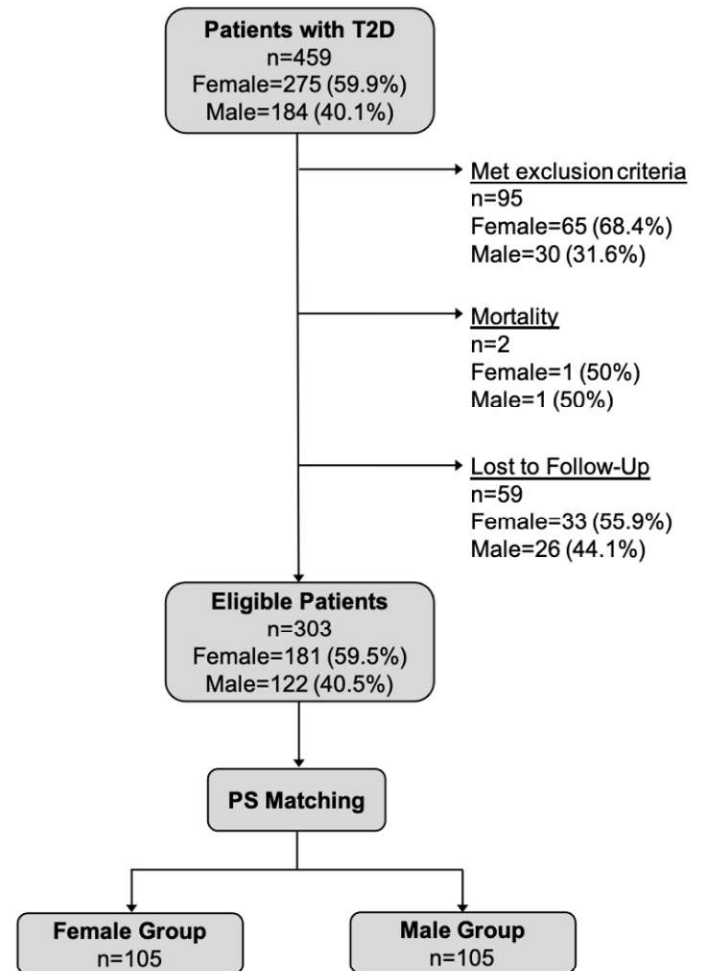 Patients with T2D
n=459
Female=275 (59.9%)
Male=184 (40.1%)
Met exclusion criteria
n=95
Female=65 (68.4%)
Male=30 (31.6%)
Mortality
n=2
Female=1 (50%)
Male=1 (50%)
Lost to Follow-Up
n=59
Female=33 (55.9%)
Male=26 (44.1%)
Eligible Patients
n=303
Female=181 (59.5%)
Male=122 (40.5%)
PS Matching
Female Group
n=105
Male Group
n=105